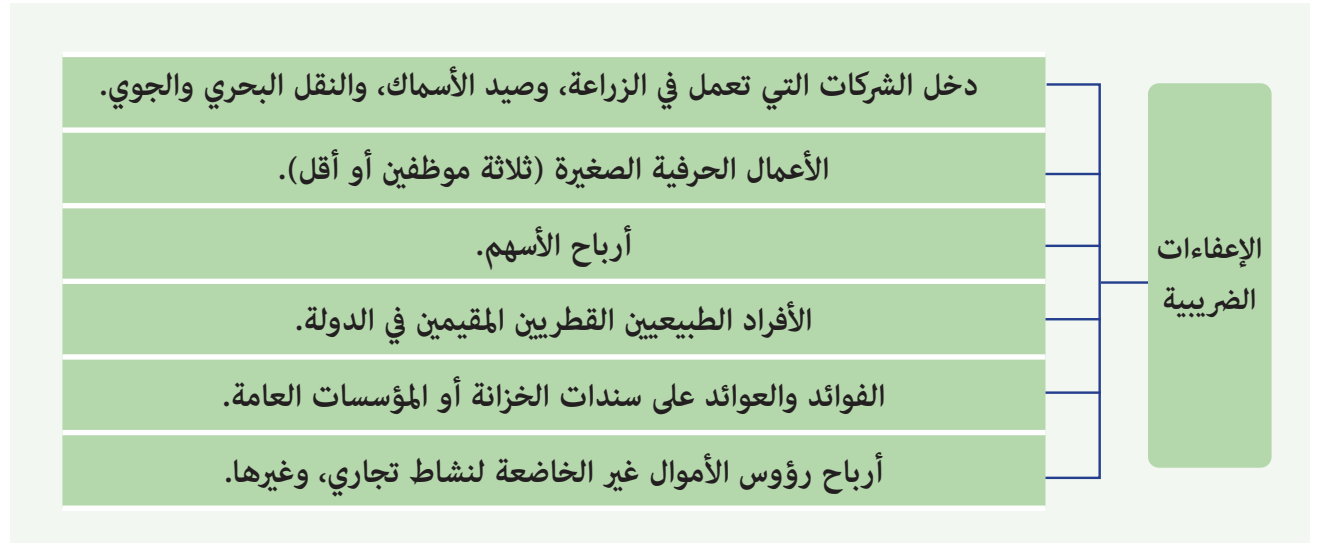 الإعفاءات
الضريبية
دخل الشركات التي تعمل في الزراعة، وصيد الأسماك، والنقل البحري والجوي.
الأعمال الحرفية الصغيرة (ثلاثة موظفين أو أقل).
أرباح الأسهم.
الأفراد الطبيعيين القطريين المقيمين في الدولة.
الفوائد والعوائد على سندات الخزانة أو المؤسسات العامة.
أرباح رؤوس الأموال غير الخاضعة لنشاط تجاري، وغيرها.